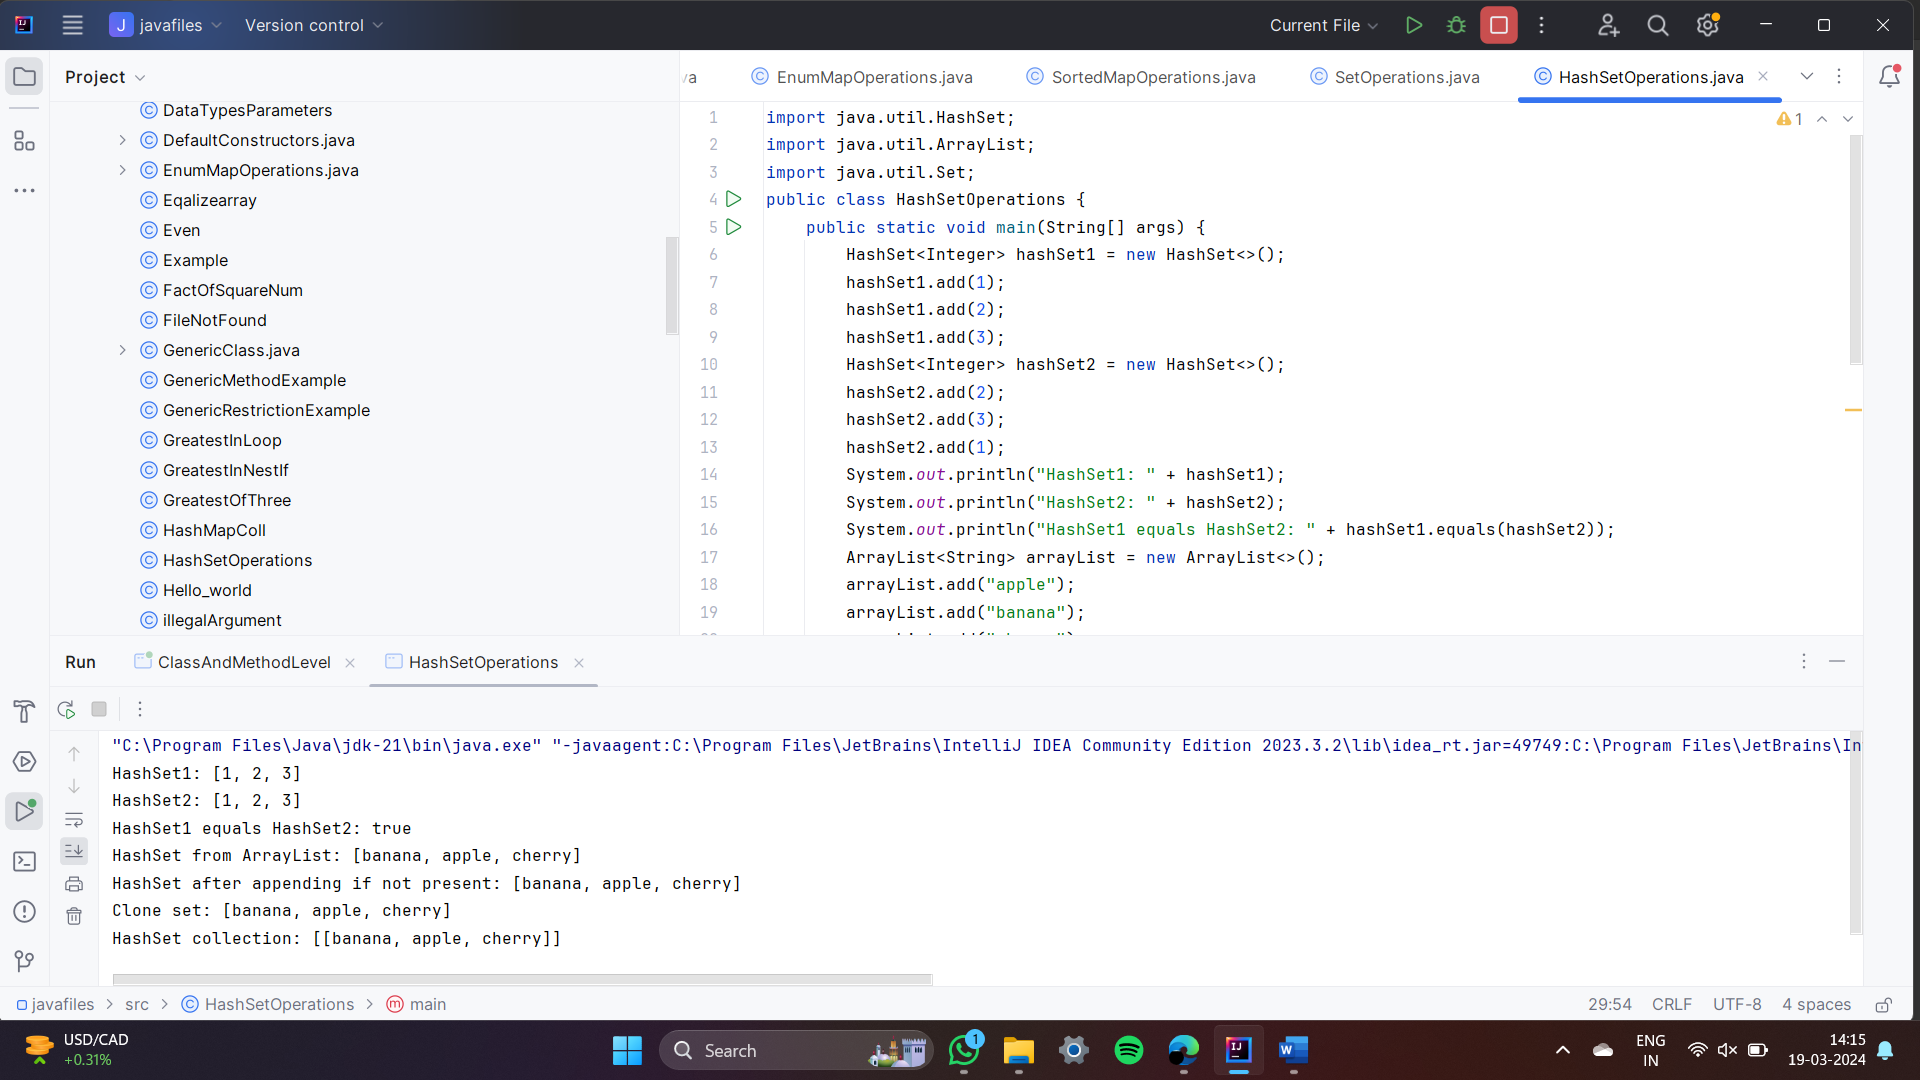 J javafiles Version control Current File
Project
DataTypesParameters
DefaultConstructors.java
EnumMapOperations.java
Eqalizearray
Even
Example
FactOfSquareNum
FileNotFound
GenericClass.java
GenericMethodExample
GenericRestrictionExample
GreatestInLoop
GreatestInNestIf
GreatestOfThree
HashMapColl
HashSetOperations
Hello_world
illegalArgument
va EnumMapOperations.java SortedMapOperations.java SetOperations.java HashSetOperations.java
1
1 import java.util.HashSet;
2 import java.util.ArrayList;
3 import java.util.Set;
4 public class HashSetOperations {
5 public static void main(String[] args) {
6 HashSet<Integer> hashSet1 = new HashSet<>();
7 hashSet1.add(1);
8 hashSet1.add(2);
9 hashSet1.add(3);
10 HashSet<Integer> hashSet2 = new HashSet<>();
11 hashSet2.add(2);
12 hashSet2.add(3);
13 hashSet2.add(1);
14 System.out.println("HashSet1: " + hashSet1);
15 System.out.println("HashSet2: " + hashSet2);
16 System.out.println("HashSet1 equals HashSet2: " + hashSet1.equals(hashSet2));
17 ArrayList<String> arrayList = new ArrayList<>();
18 arrayList.add("apple");
19 arrayList.add("banana");
Run ClassAndMethodLevel HashSetOperations
"C:\Program Files\Java\jdk-21\bin\java.exe" "-javaagent:C:\Program Files\JetBrains\IntelliJ IDEA Community Edition 2023.3.2\lib\idea_rt.jar=49749:C:\Program Files\JetBrains\In
HashSet1: [1, 2, 3]
HashSet2: [1, 2, 3]
HashSet1 equals HashSet2: true
HashSet from ArrayList: [banana, apple, cherry]
HashSet after appending if not present: [banana, apple, cherry]
Clone set: [banana, apple, cherry]
HashSet collection: [[banana, apple, cherry]]
javafiles > src > HashSetOperations > main 29:54 CRLF UTF-8 4 spaces
USD/CAD
+0.31%
Search
1
ENG
IN
14:15
19-03-2024